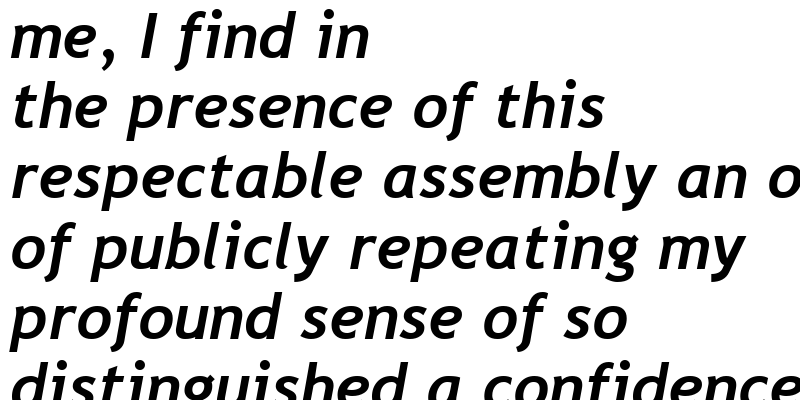 me, I find in
the presence of this
respectable assembly an
of publicly repeating my
profound sense of so
distinguished a confidence